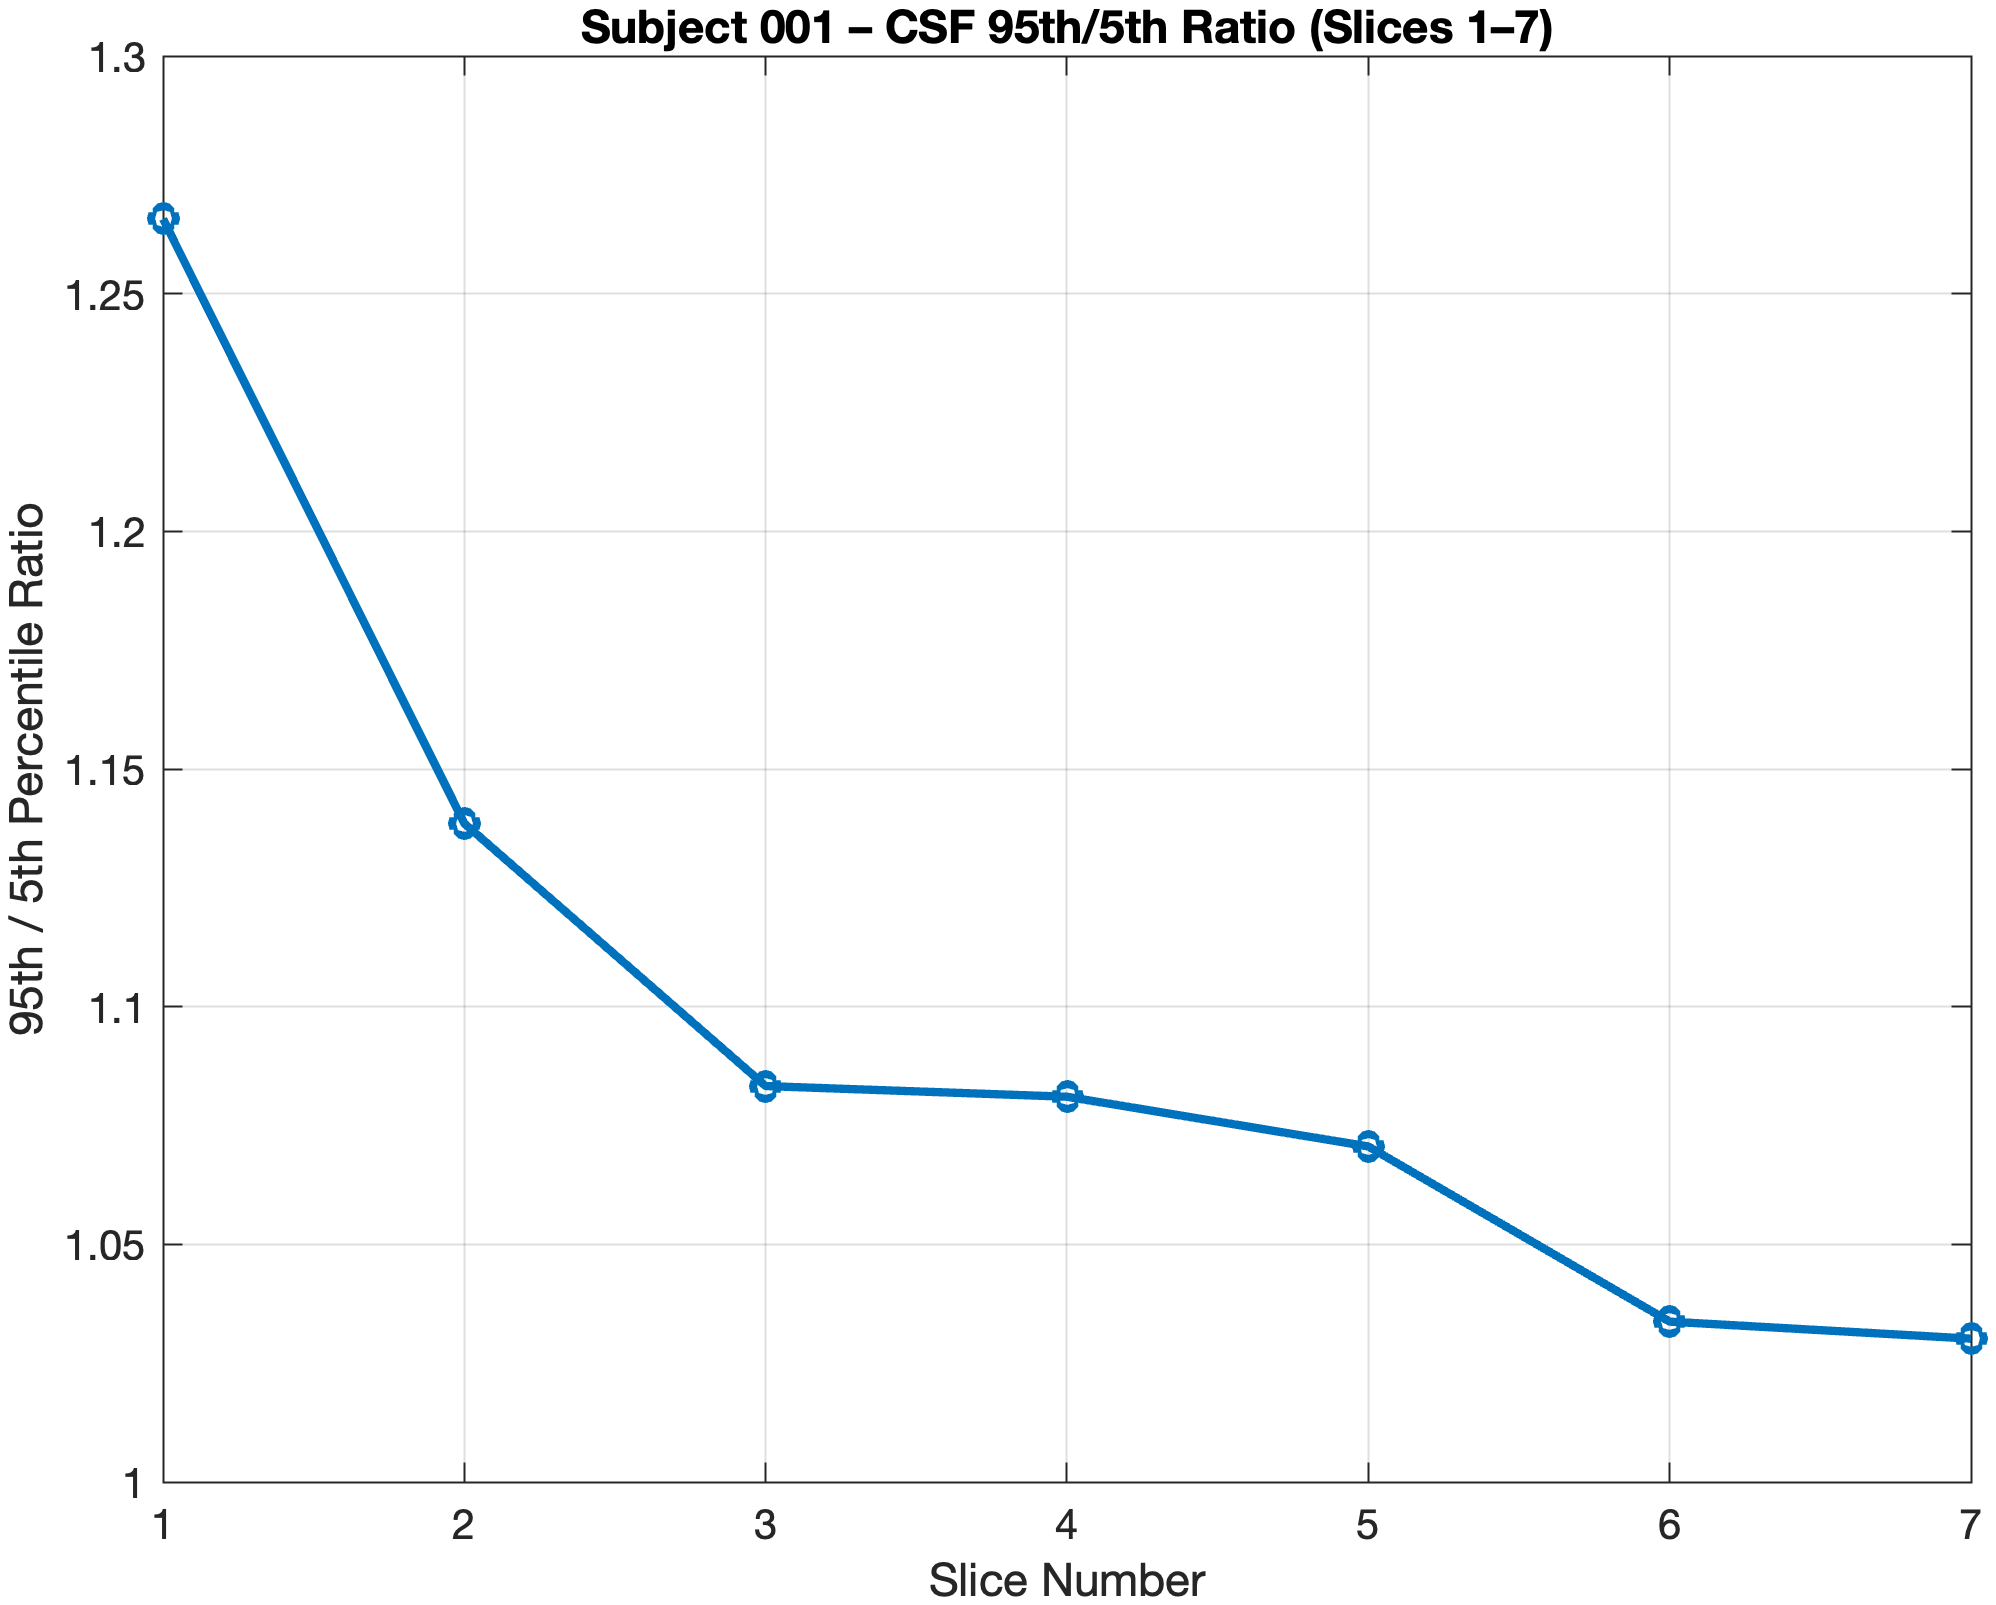 Subject 001 – CSF 95th/5th Ratio (Slices 1–7)
95th / 5th Percentile Ratio
1.3
1.25
1.2
1.15
1.1
1.05
1
1 2 3 4 5 6 7
Slice Number